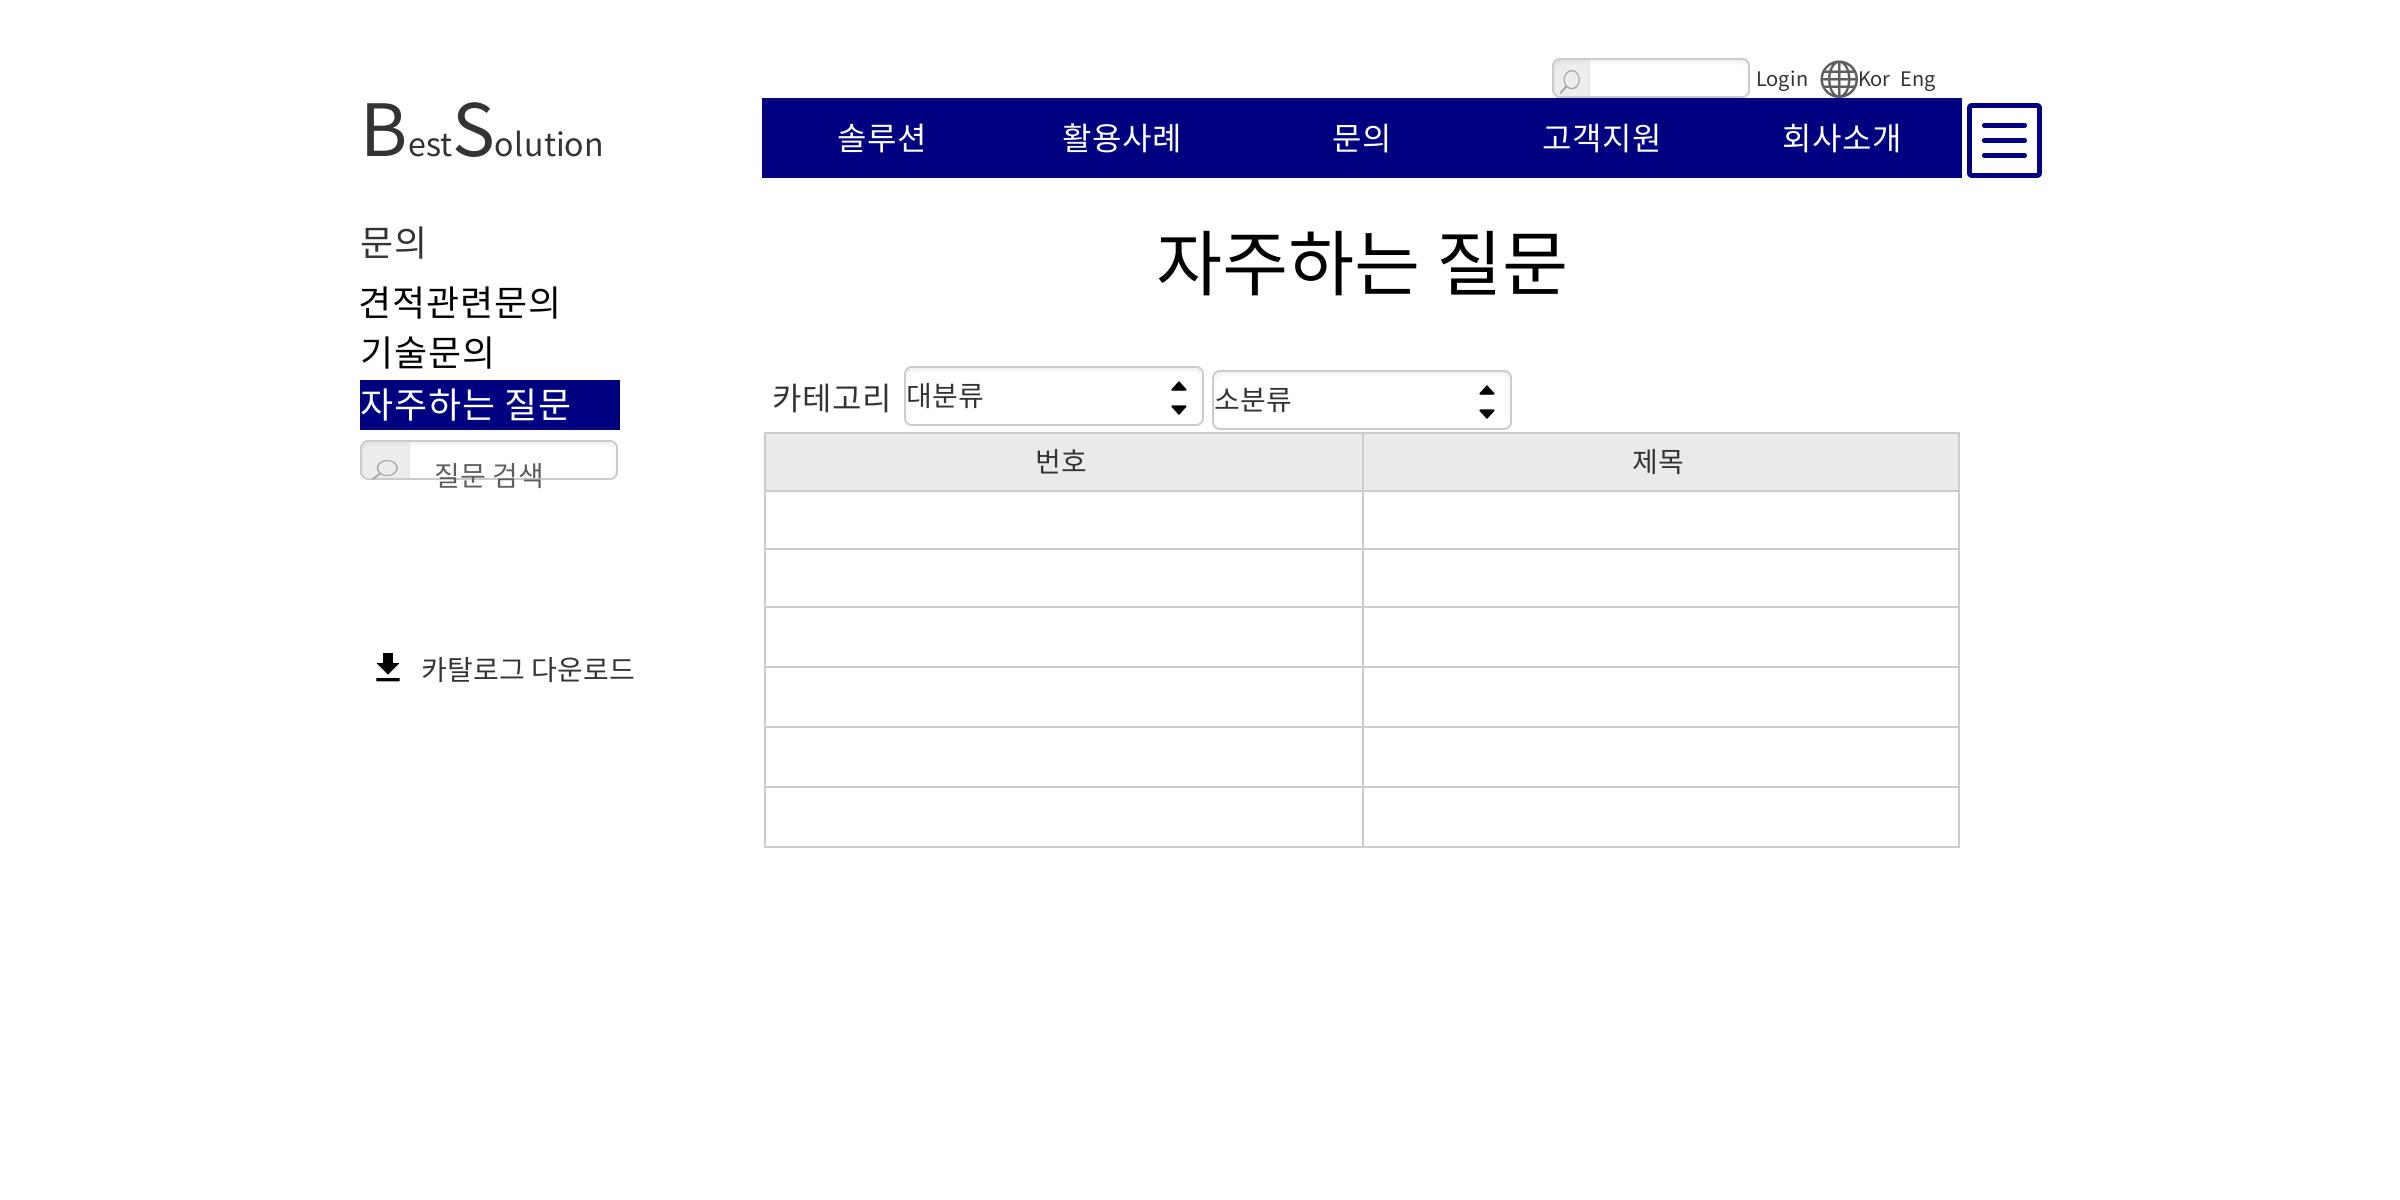 Login Kor Eng
BestSolution
솔루션 활용사례 문의 고객지원 회사소개
문의
견적관련문의
기술문의
자주하는 질문
질문 검색
카탈로그 다운로드
자주하는 질문
카테고리 대분류 소분류
번호 제목